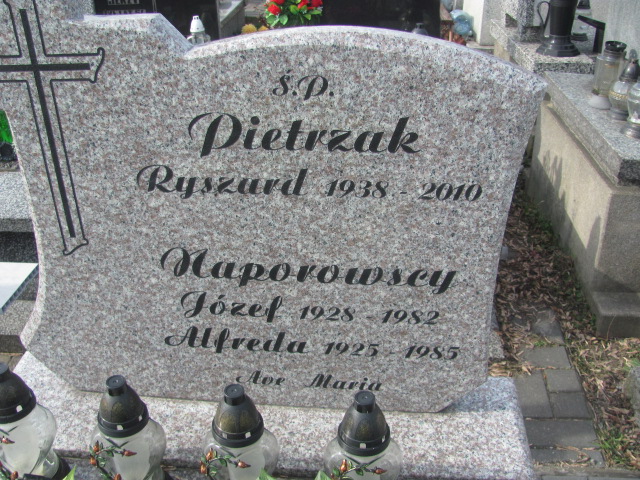 Ś.P.
Pietrzak
Ryszard 1938 - 2010
Naporowscy
Józef 1928 - 1982
Alfreda 1925 - 1985
Ave Maria